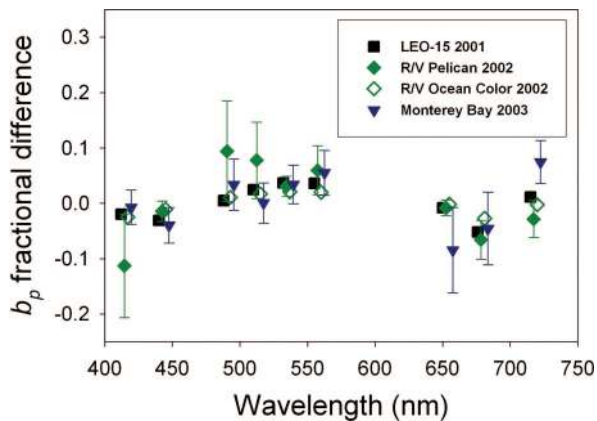 0.3
0.2
0.1
0.0
-0.1
-0.2
b_p fractional difference
LEO-15 2001
R/V Pelican 2002
R/V Ocean Color 2002
Monterey Bay 2003
400 450 500 550 600 650 700 750
Wavelength (nm)